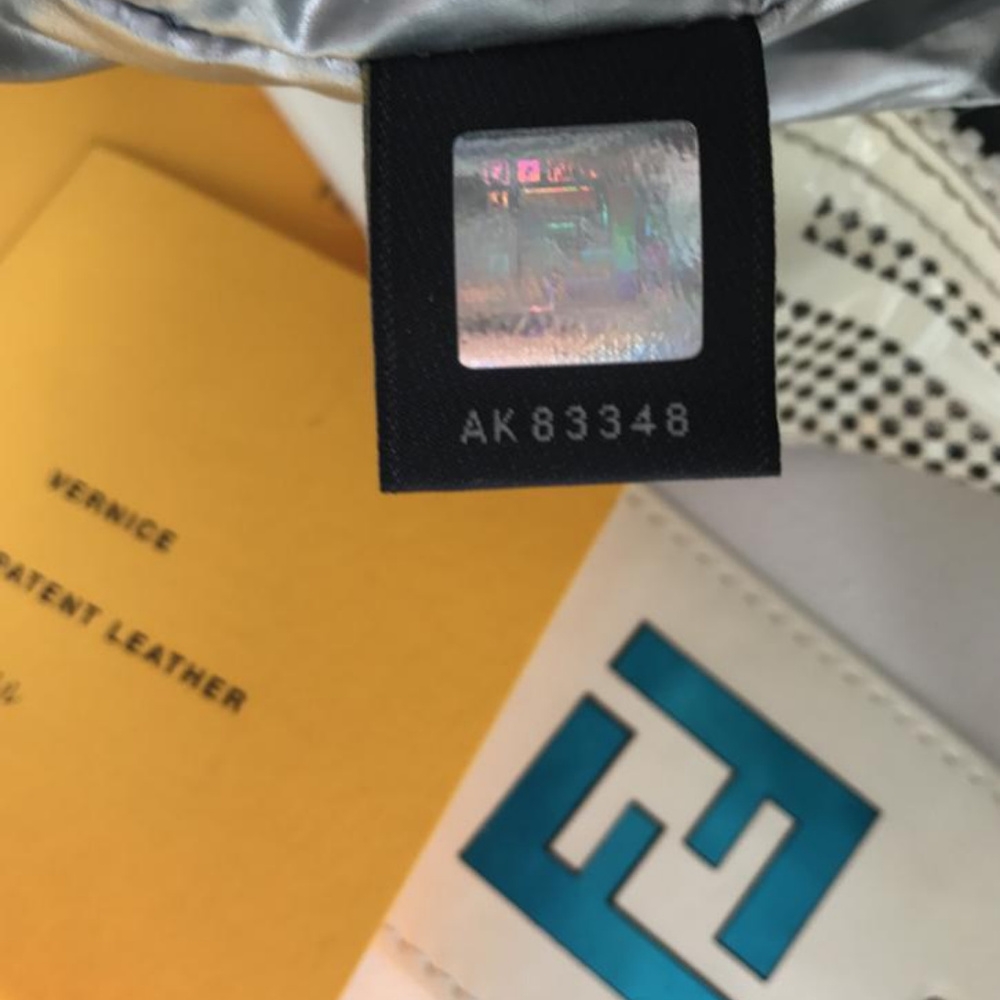 AK83348
VERNICE
PATENT LEATHER